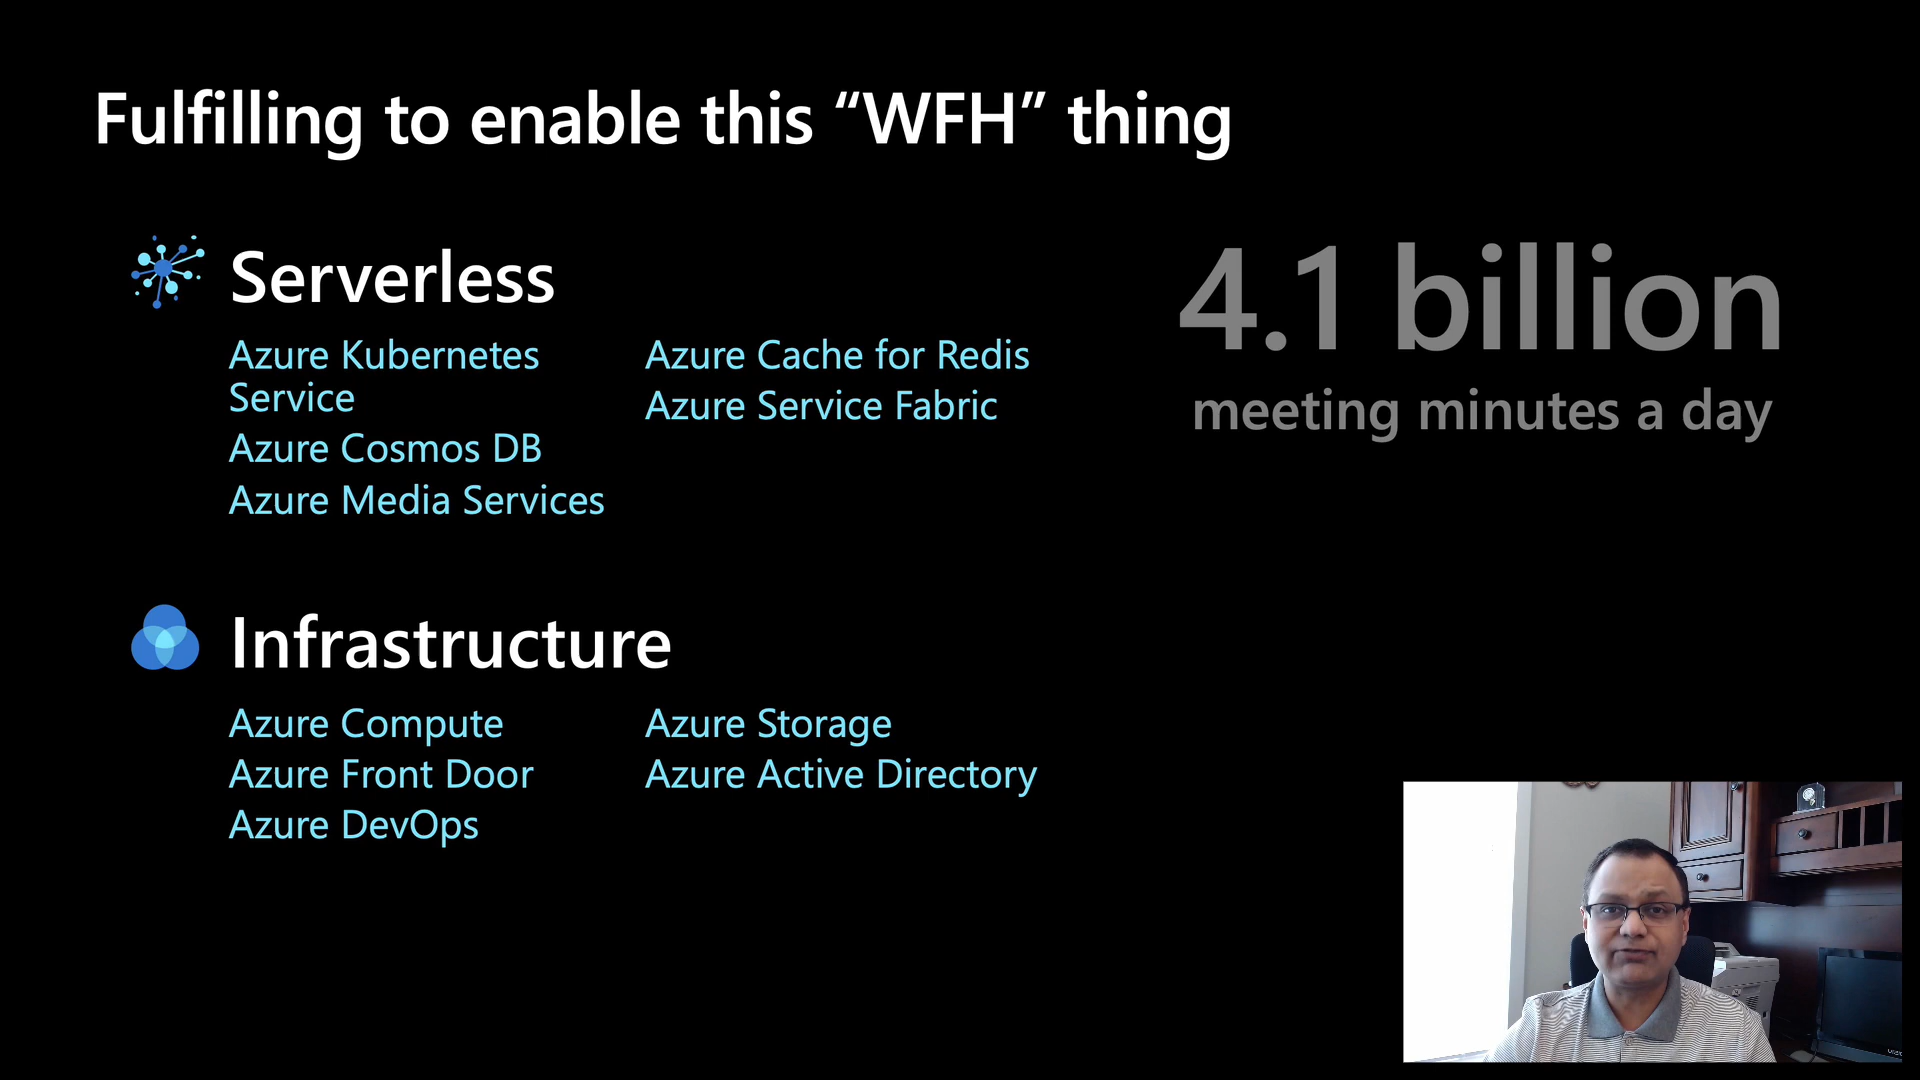 Fulfilling to enable this “WFH” thing
Serverless
Azure Kubernetes
Service
Azure Cosmos DB
Azure Media Services
Azure Cache for Redis
Azure Service Fabric
4.1 billion
meeting minutes a day
Infrastructure
Azure Compute
Azure Front Door
Azure DevOps
Azure Storage
Azure Active Directory